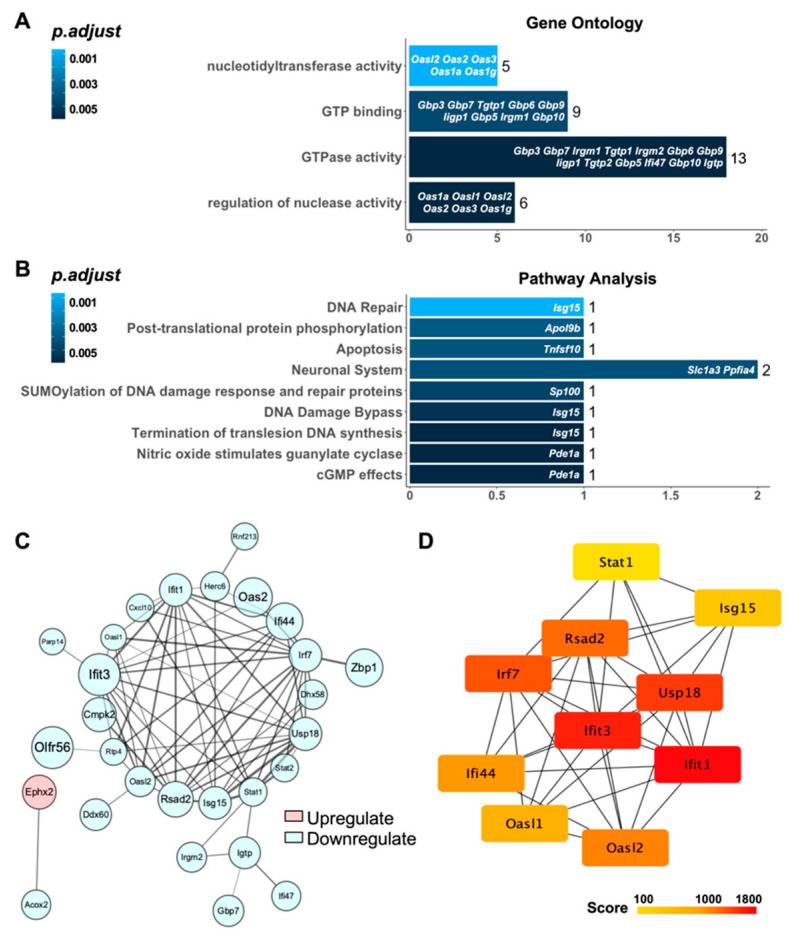 A
Gene Ontology
p.adjust
0.001
0.003
0.005
nucleotidyltransferase activity
Oasl2 Oas2 Oas3
Oas1a Oas1g
5
GTP binding
Gbp3 Gbp7 Tgtp1 Gbp6 Gbp9
Iigp1 Gbp5 Irgm1 Gbp10
9
GTPase activity
Gbp3 Gbp7 Irgm1 Tgtp1 Irgm2 Gbp6 Gbp9
Iigp1 Tgtp2 Gbp5 Ifi47 Gbp10 Igtp
13
regulation of nuclease activity
Oas1a Oasl1 Oasl2
Oas2 Oas3 Oas1g
6
0 5 10 15 20
B
Pathway Analysis
p.adjust
0.001
0.003
0.005
DNA Repair Isg15 1
Post-translational protein phosphorylation Apol9b 1
Apoptosis Tnfsf10 1
Neuronal System Slc1a3 Ppfia4 2
SUMOylation of DNA damage response and repair proteins Sp100 1
DNA Damage Bypass Isg15 1
Termination of translesion DNA synthesis Isg15 1
Nitric oxide stimulates guanylate cyclase Pde1a 1
cGMP effects Pde1a 1
0 0.5 1 1.5 2
C
Rnf213
Ifit1
Herc6
Oas2
Cxcl10
Ifi44
Oasl1
Parp14
Irf7
Zbp1
Ifit3
Dhx58
Cmpk2
Usp18
Olfr56
Rtp4
Stat2
Oasl2
Ephx2
Rsad2
Isg15
Stat1
Ddx60
Upregulate
Downregulate
Irgm2
Igtp
Ifi47
Acox2
Gbp7
D
Stat1
Isg15
Rsad2
Irf7
Usp18
Ifit3
Ifit1
Ifi44
Oasl1
Oasl2
Score
100 1000 1800